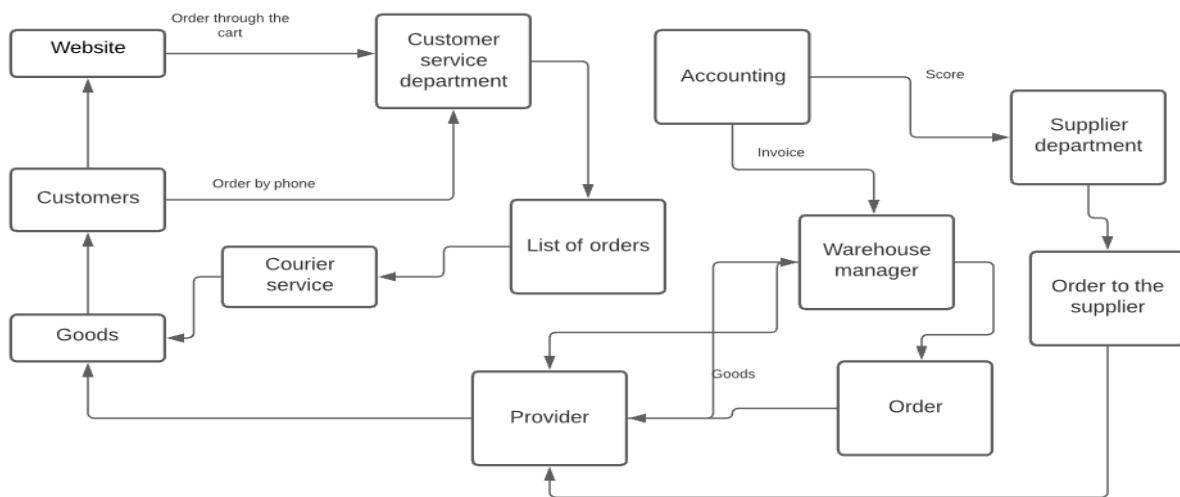 Order through the
cart
Website
Customer
service
department
Accounting
Score
Supplier
department
Invoice
Customers
Order by phone
List of orders
Warehouse
manager
Courier
service
Order to the
supplier
Goods
Goods
Provider
Order